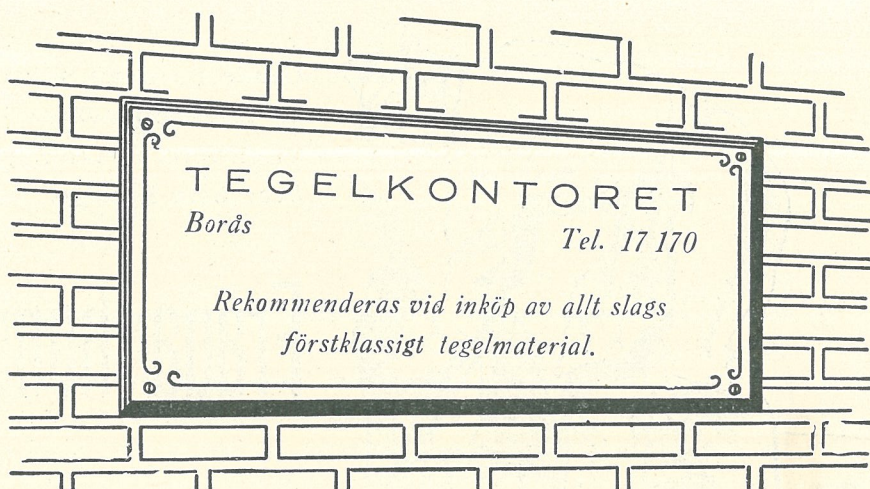 TEGELKONTORET
Borås Tel. 17 170
Rekommenderas vid inköp av allt slags
förstklassigt tegelmaterial.